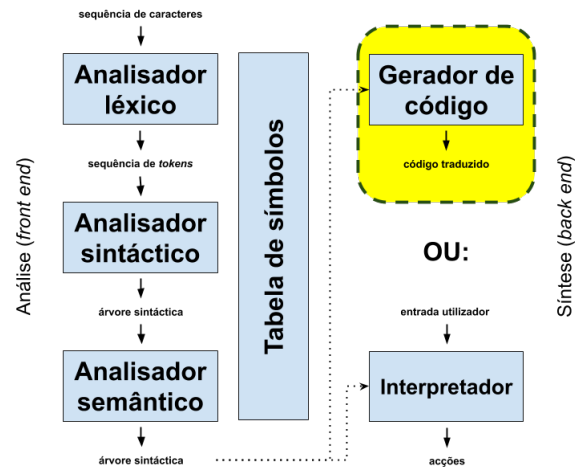 sequência de caracteres
Analisador
léxico
sequência de tokens
Analisador
sintáctico
árvore sintáctica
Analisador
semântico
árvore sintáctica
Análise (front end)
Tabela de símbolos
Gerador de
código
código traduzido
OU:
entrada utilizador
Interpretador
acções
Síntese (back end)